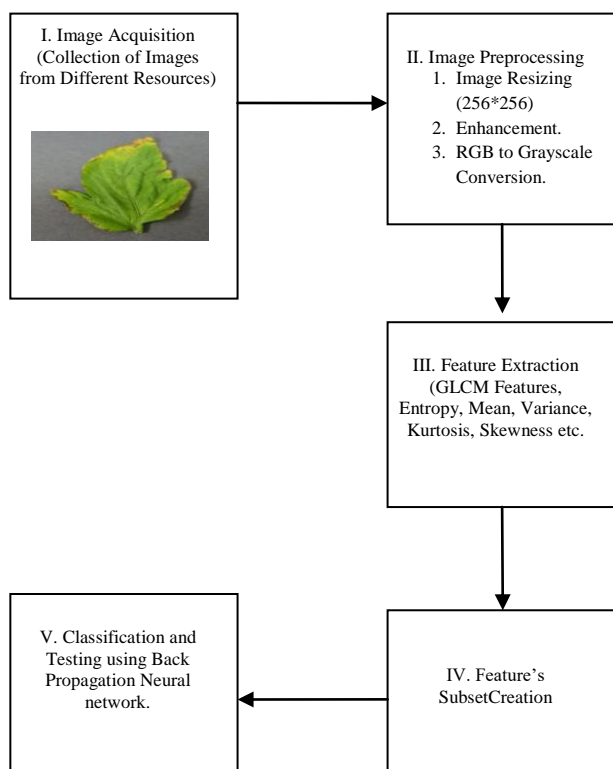 I. Image Acquisition
(Collection of Images
from Different Resources)
II. Image Preprocessing
1. Image Resizing
(256*256)
2. Enhancement.
3. RGB to Grayscale
Conversion.
III. Feature Extraction
(GLCM Features,
Entropy, Mean, Variance,
Kurtosis, Skewness etc.
V. Classification and
Testing using Back
Propagation Neural
network.
IV. Feature's
SubsetCreation